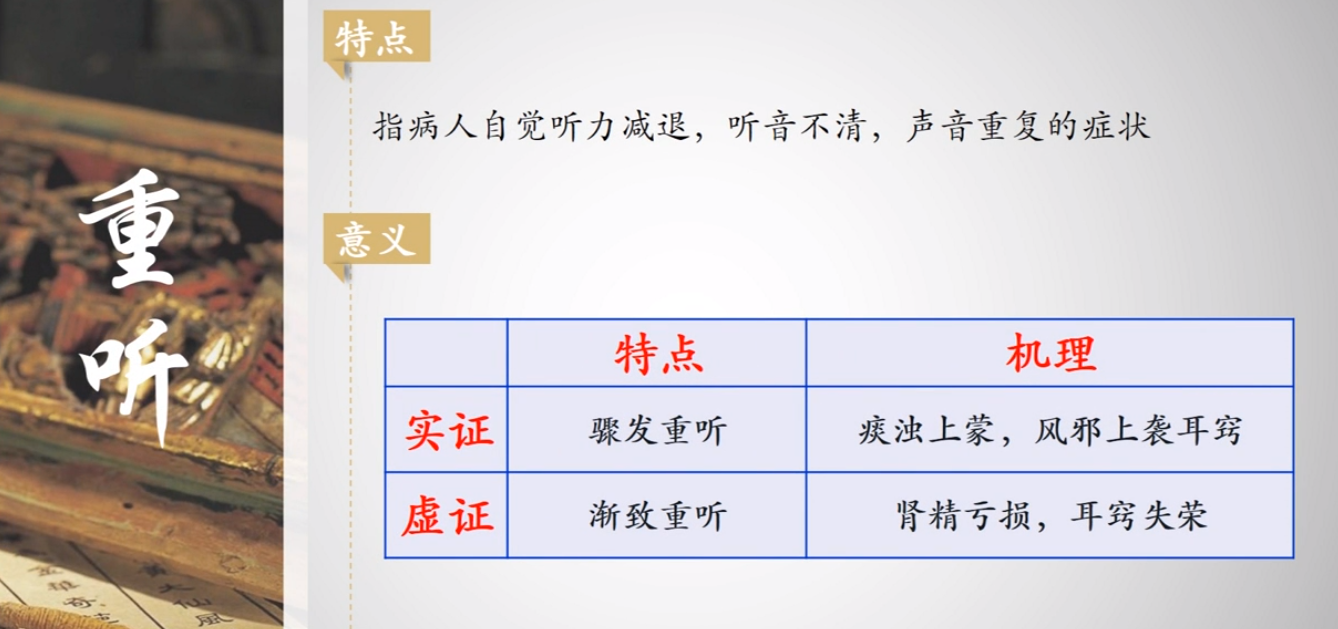 重听
特点
指病人自觉听力减退，听音不清，声音重复的症状
意义
特点 机理
实证 骤发重听 痰浊上蒙，风邪上袭耳窍
虚证 渐致重听 肾精亏损，耳窍失荣